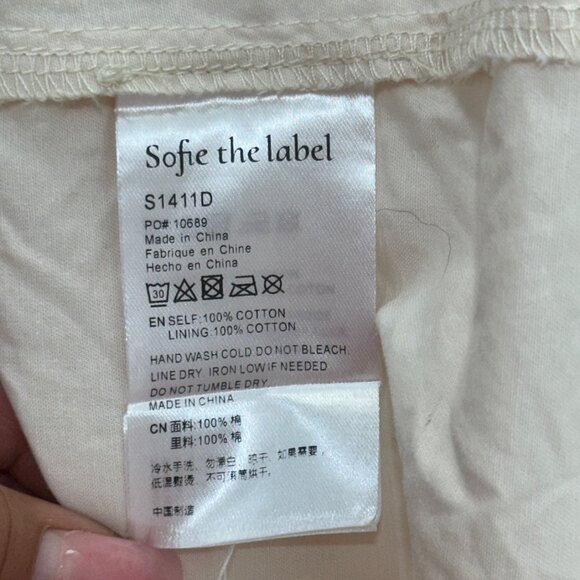 Sofie the label
S1411D
PO# 10689
Made in China
Fabrique en Chine
Hecho en China
30
EN SELF:100% COTTON
LINING:100% COTTON
HAND WASH COLD DO NOT BLEACH.
LINE DRY. IRON LOW IF NEEDED
DO NOT TUMBLE DRY
MADE IN CHINA
CN 面料:100% 棉
里料:100% 棉
冷水手洗、勿漂白、晾干、如果需要、
低温熨烫、不可滚筒烘干。
中国制造